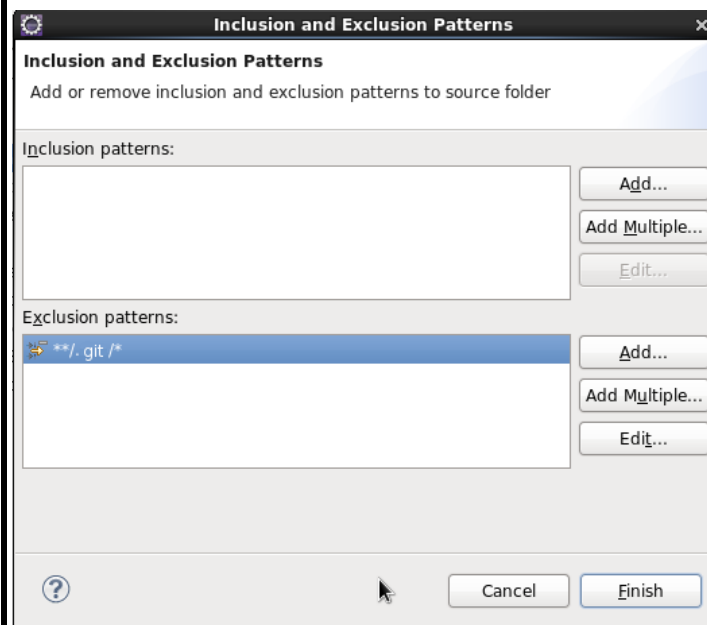 Inclusion and Exclusion Patterns
Inclusion and Exclusion Patterns
Add or remove inclusion and exclusion patterns to source folder
Inclusion patterns:
Add...
Add Multiple...
Edit...
Exclusion patterns:
**/. git /*
Add...
Add Multiple...
Edit...
Cancel
Finish